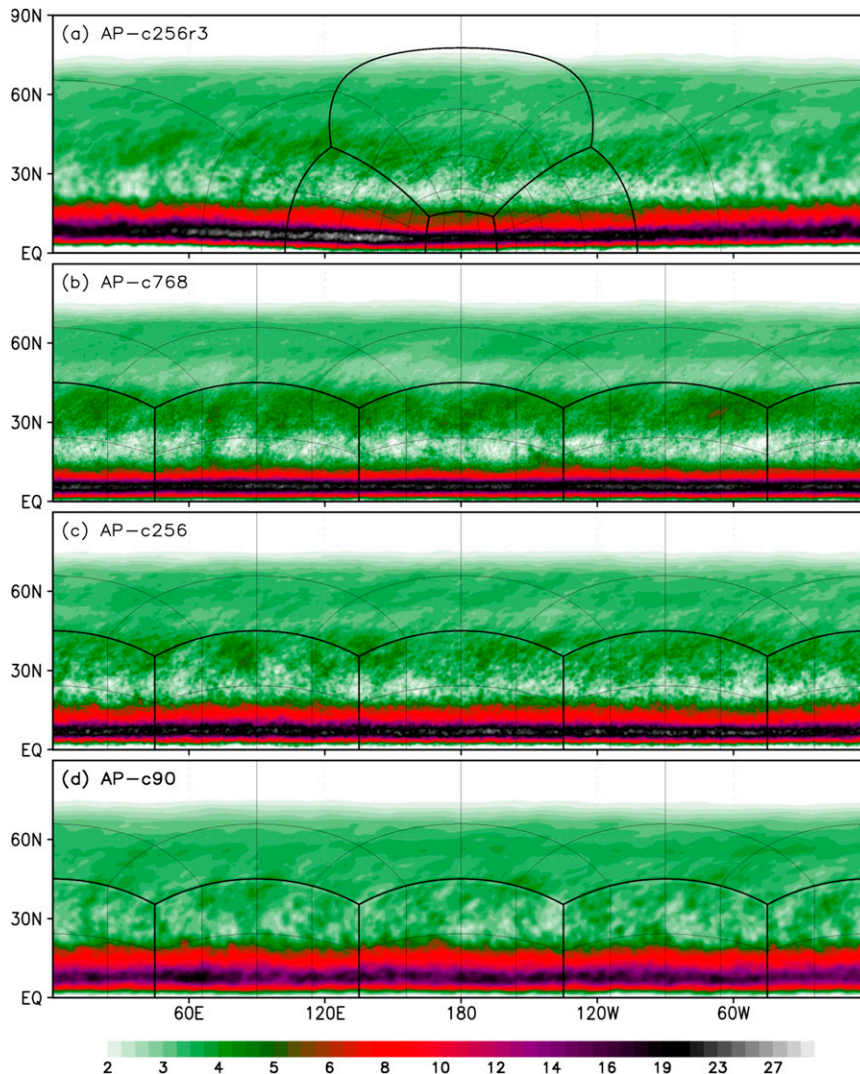 90N
(a) AP-c256r3
60N
30N
EQ
(b) AP-c768
60N
30N
EQ
(c) AP-c256
60N
30N
EQ
(d) AP-c90
60N
30N
EQ
60E 120E 180 120W 60W
2 3 4 5 6 8 10 12 14 16 19 23 27